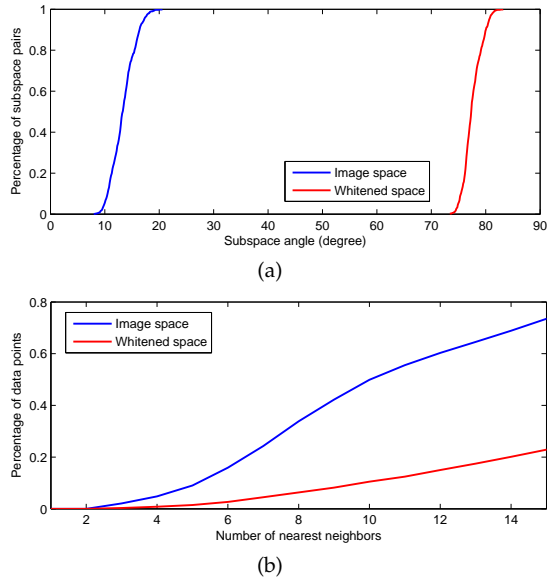 1
0.8
0.6
0.4
0.2
0
Percentage of subspace pairs
Image space
Whitened space
0 10 20 30 40 50 60 70 80 90
Subspace angle (degree)
(a)
0.8
0.6
0.4
0.2
0
Percentage of data points
Image space
Whitened space
2 4 6 8 10 12 14
Number of nearest neighbors
(b)